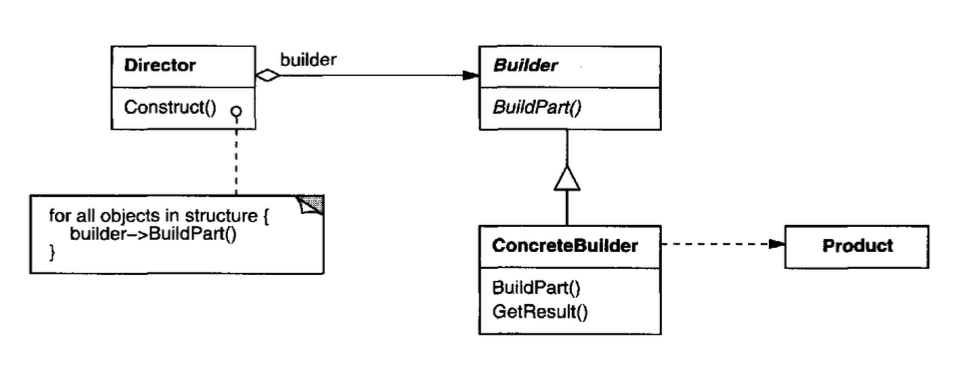 builder
Director
Builder
Construct()
BuildPart()
for all objects in structure {
builder–>BuildPart()
}
ConcreteBuilder
Product
BuildPart()
GetResult()